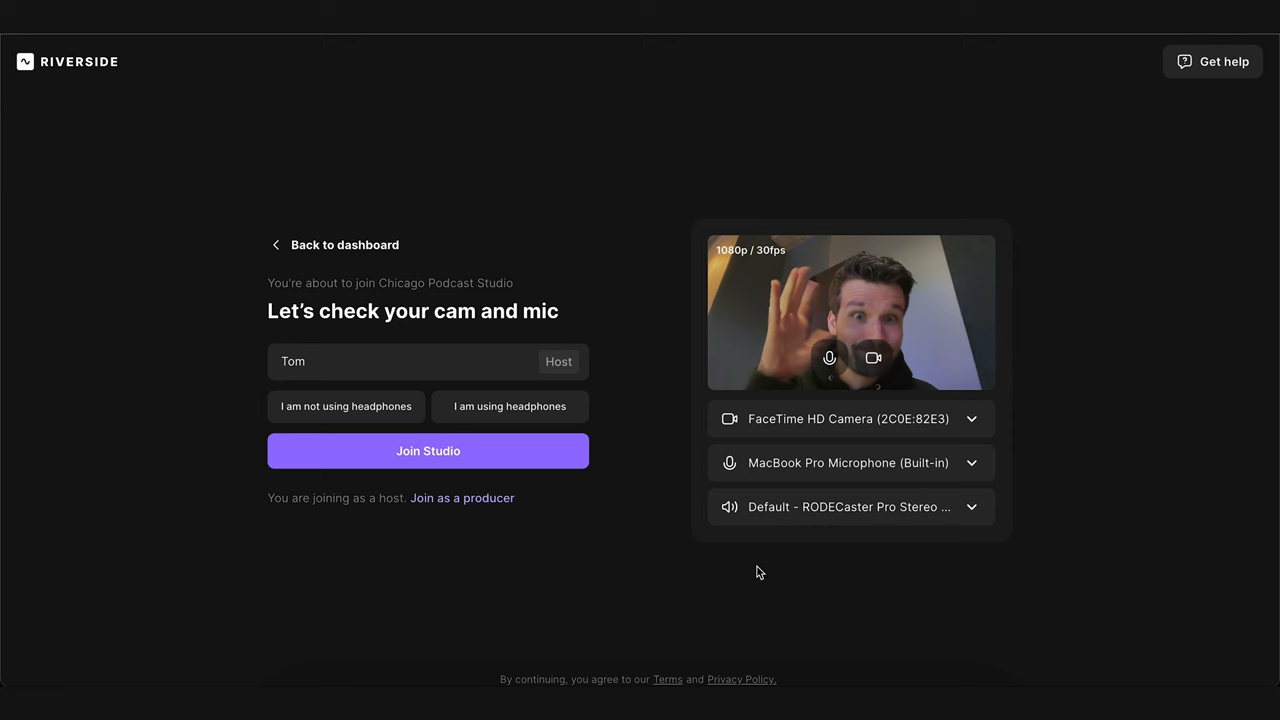 RIVERSIDE
Get help
Back to dashboard
You're about to join Chicago Podcast Studio
Let’s check your cam and mic
Tom
Host
I am not using headphones
I am using headphones
Join Studio
You are joining as a host. Join as a producer
1080p / 30fps
FaceTime HD Camera (2C0E:82E3)
MacBook Pro Microphone (Built-in)
Default - RODECaster Pro Stereo ...
By continuing, you agree to our Terms and Privacy Policy.